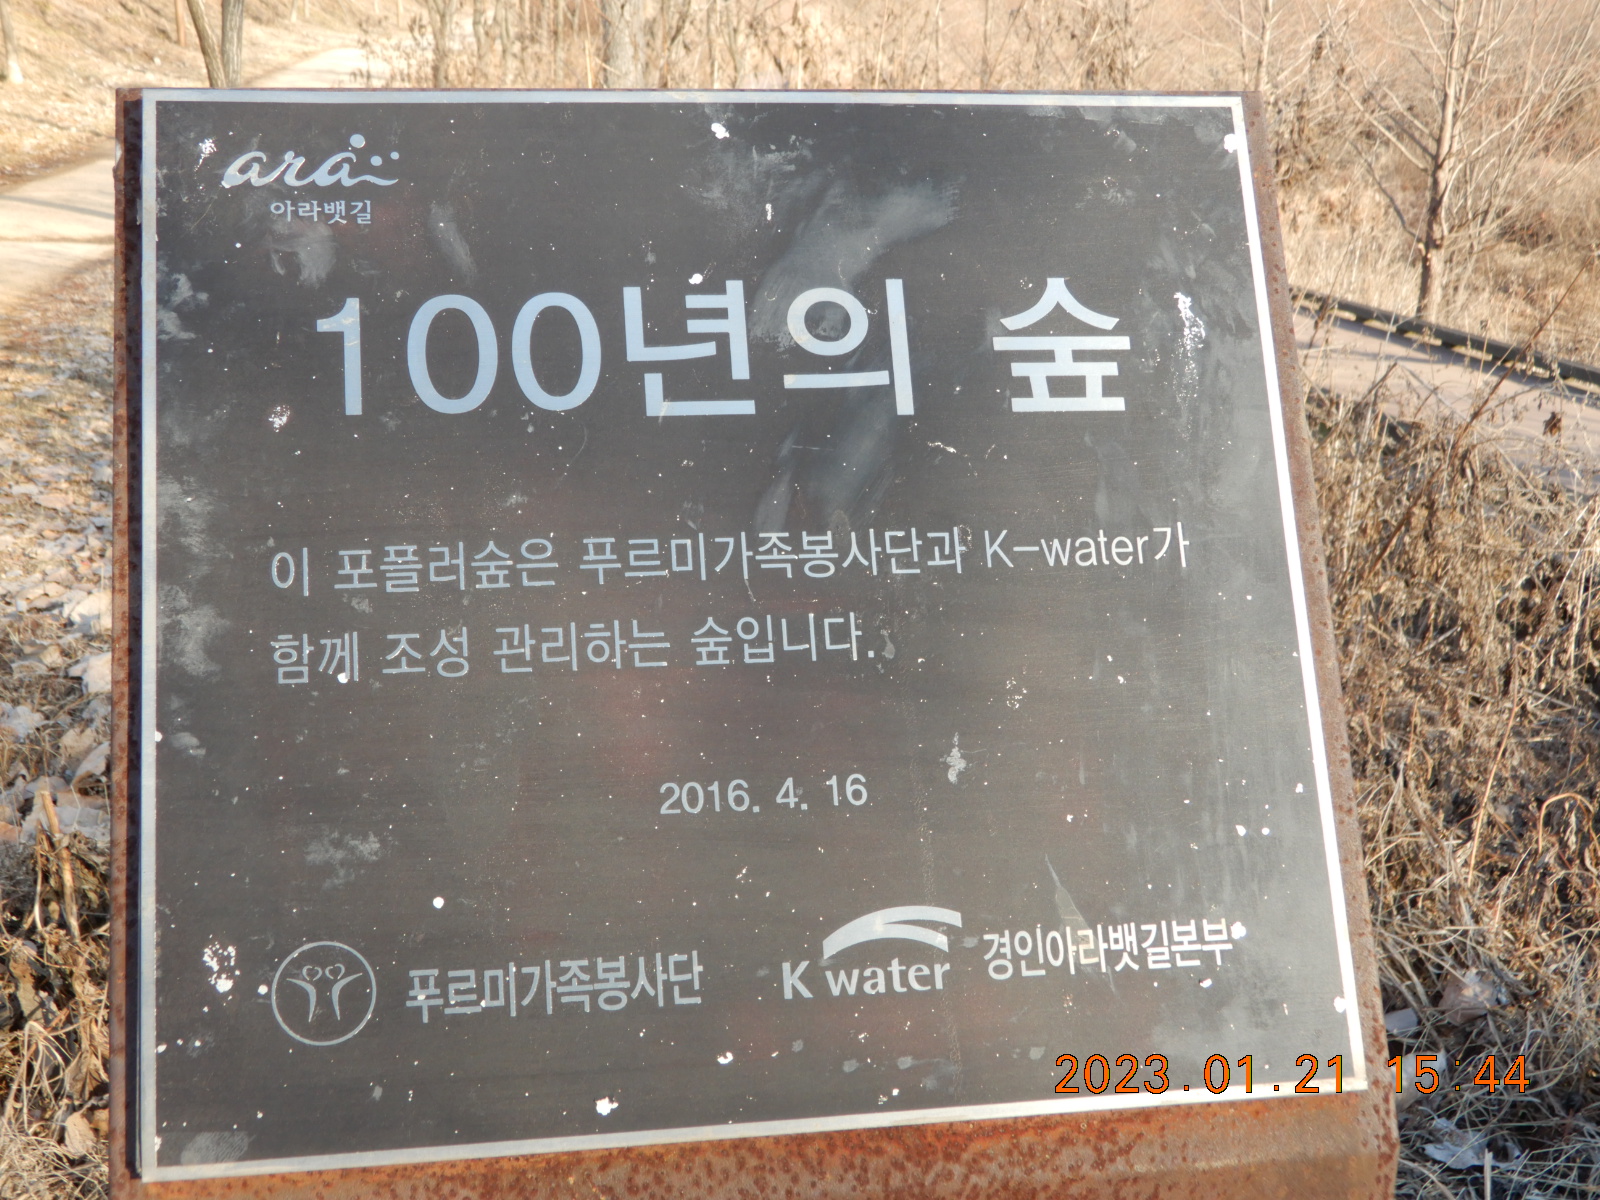 ara
아라뱃길
100년의 숲
이 포플러숲은 푸르미가족봉사단과 K-water가
함께 조성 관리하는 숲입니다.
2016. 4. 16
푸르미가족봉사단
K water 경인아라뱃길본부
2023.01.21 15:44